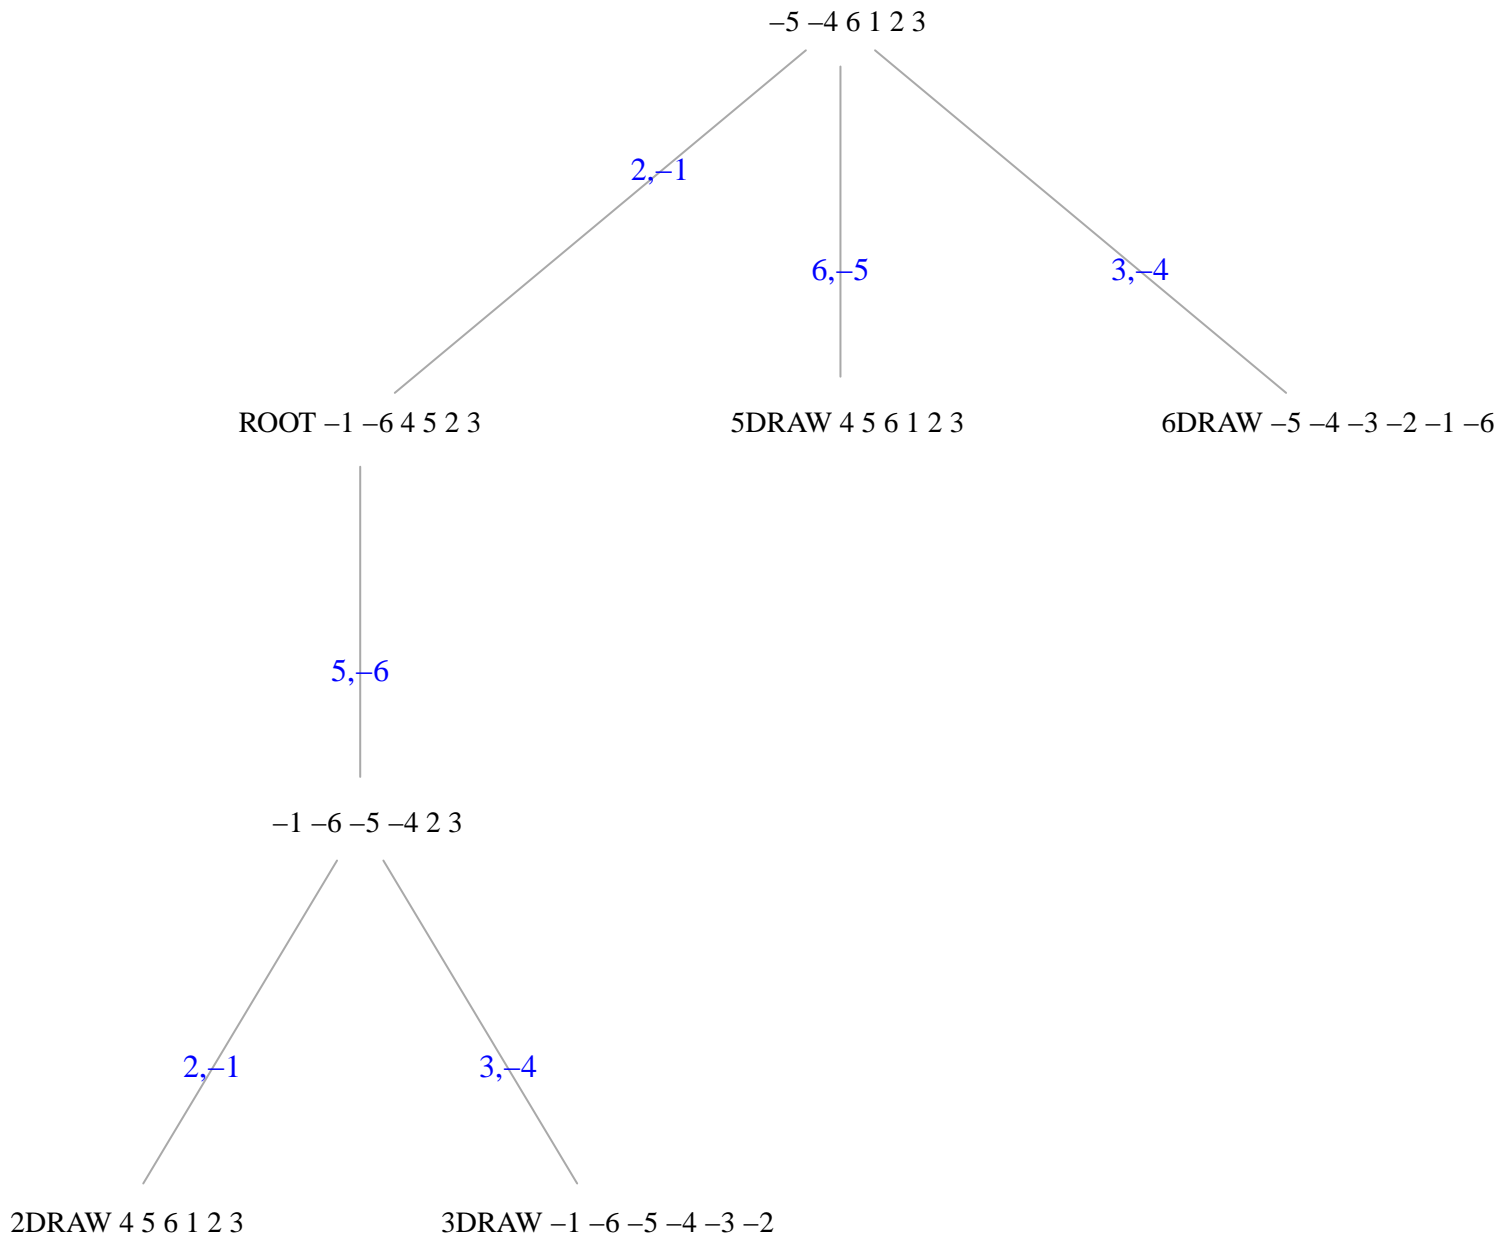 –5 –4 6 1 2 3
2,–1
6,–5
3,–4
ROOT –1 –6 4 5 2 3
5DRAW 4 5 6 1 2 3
6DRAW –5 –4 –3 –2 –1 –6
5,–6
–1 –6 –5 –4 2 3
2,–1
3,–4
2DRAW 4 5 6 1 2 3
3DRAW –1 –6 –5 –4 –3 –2